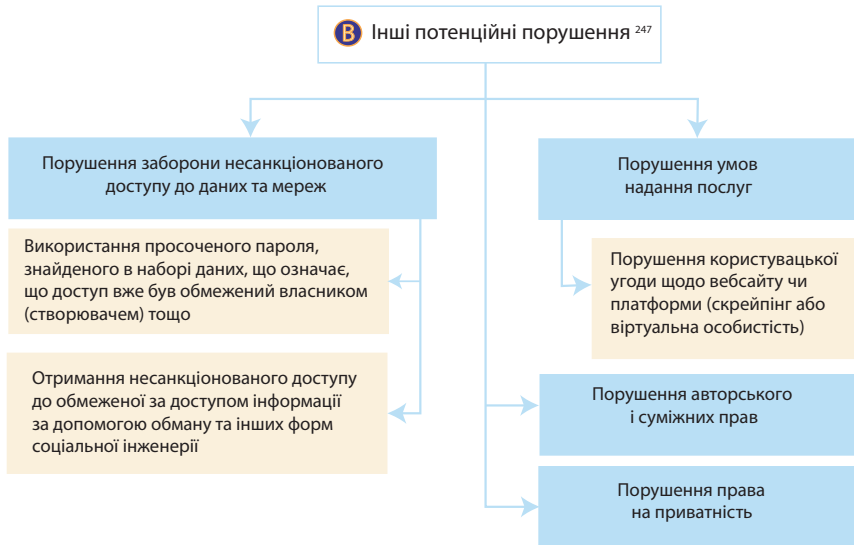 В Інші потенційні порушення 247
Порушення заборони несанкціонованого
доступу до даних та мереж
Використання просоченого пароля,
знайденого в наборі даних, що означає,
що доступ вже був обмежений власником
(створювачем) тощо
Отримання несанкціонованого доступу
до обмеженої за доступом інформації
за допомогою обману та інших форм
соціальної інженерії
Порушення умов
надання послуг
Порушення користувацької
угоди щодо вебсайту чи
платформи (скрейпінг або
віртуальна особистість)
Порушення авторського
і суміжних прав
Порушення права
на приватність